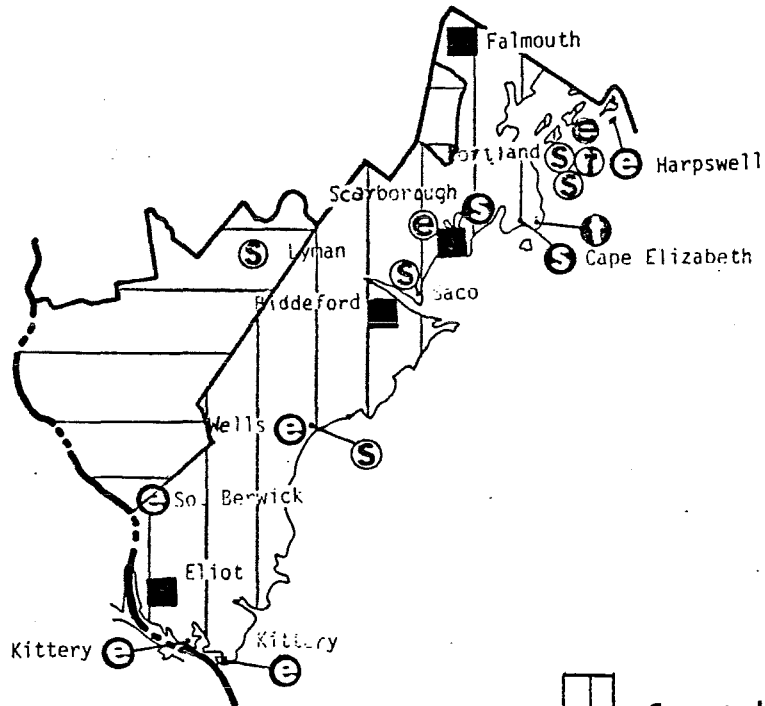 Falmouth
e
Portland
S
T
e
Harpswell
S
Scarborough
S
e
t
S
Lyman
S
Cape Elizabeth
S
Saco
Biddeford
Wells
e
S
e
So. Berwick
Eliot
Kittery
e
Kittery
e